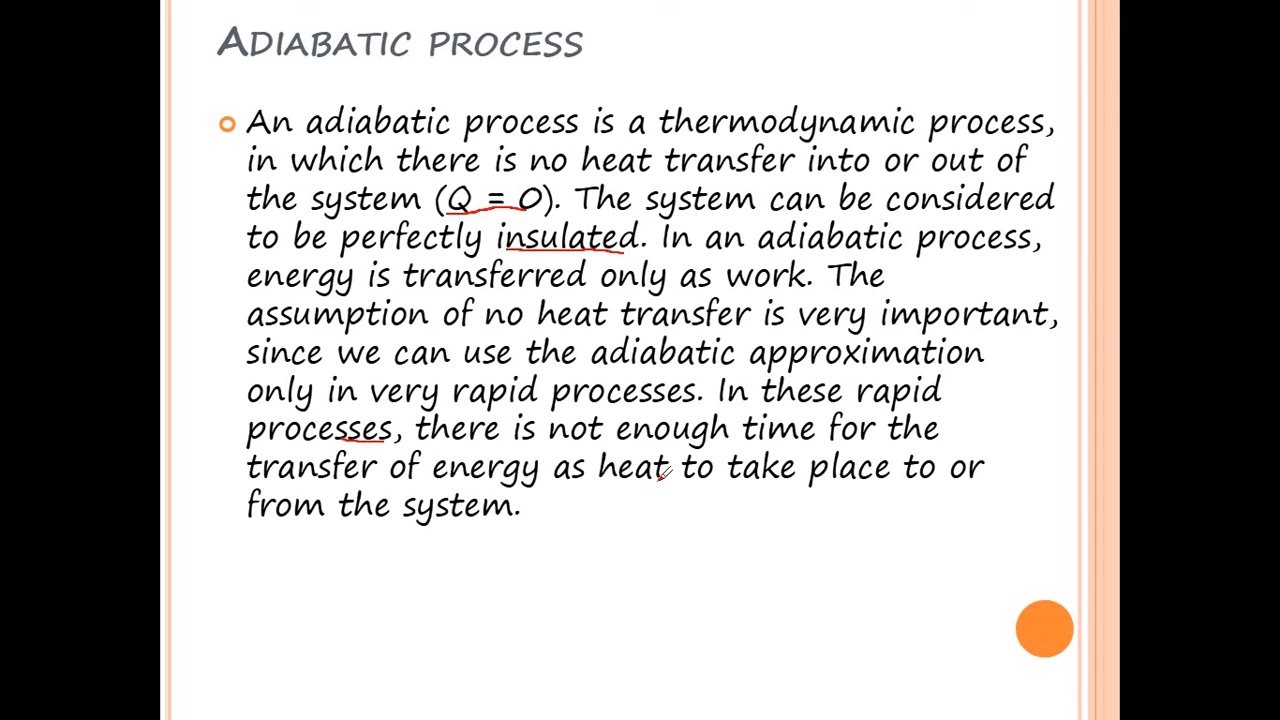 ADIABATIC PROCESS
An adiabatic process is a thermodynamic process,
in which there is no heat transfer into or out of
the system (Q = 0). The system can be considered
to be perfectly insulated. In an adiabatic process,
energy is transferred only as work. The
assumption of no heat transfer is very important,
since we can use the adiabatic approximation
only in very rapid processes. In these rapid
processes, there is not enough time for the
transfer of energy as heat to take place to or
from the system.